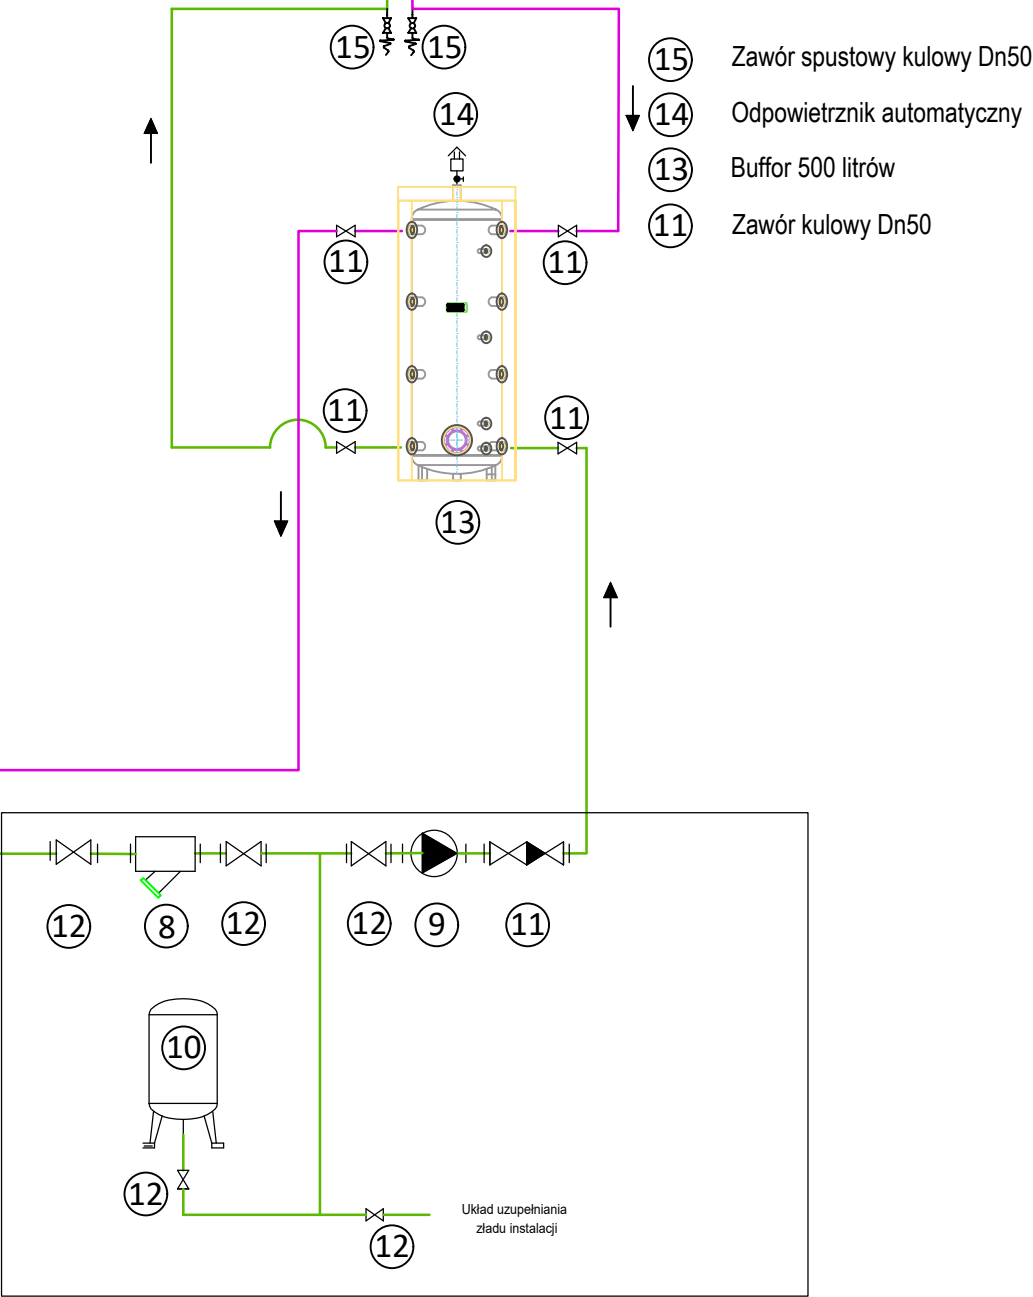 15 15 15 Zawór spustowy kulowy Dn50
14 14 Odpowietrznik automatyczny
13 Buffor 500 litrów
11 Zawór kulowy Dn50
11 11
11 11
13
12 8 12 12 9 11
10
12
Układ uzupełniania
zładu instalacji
12